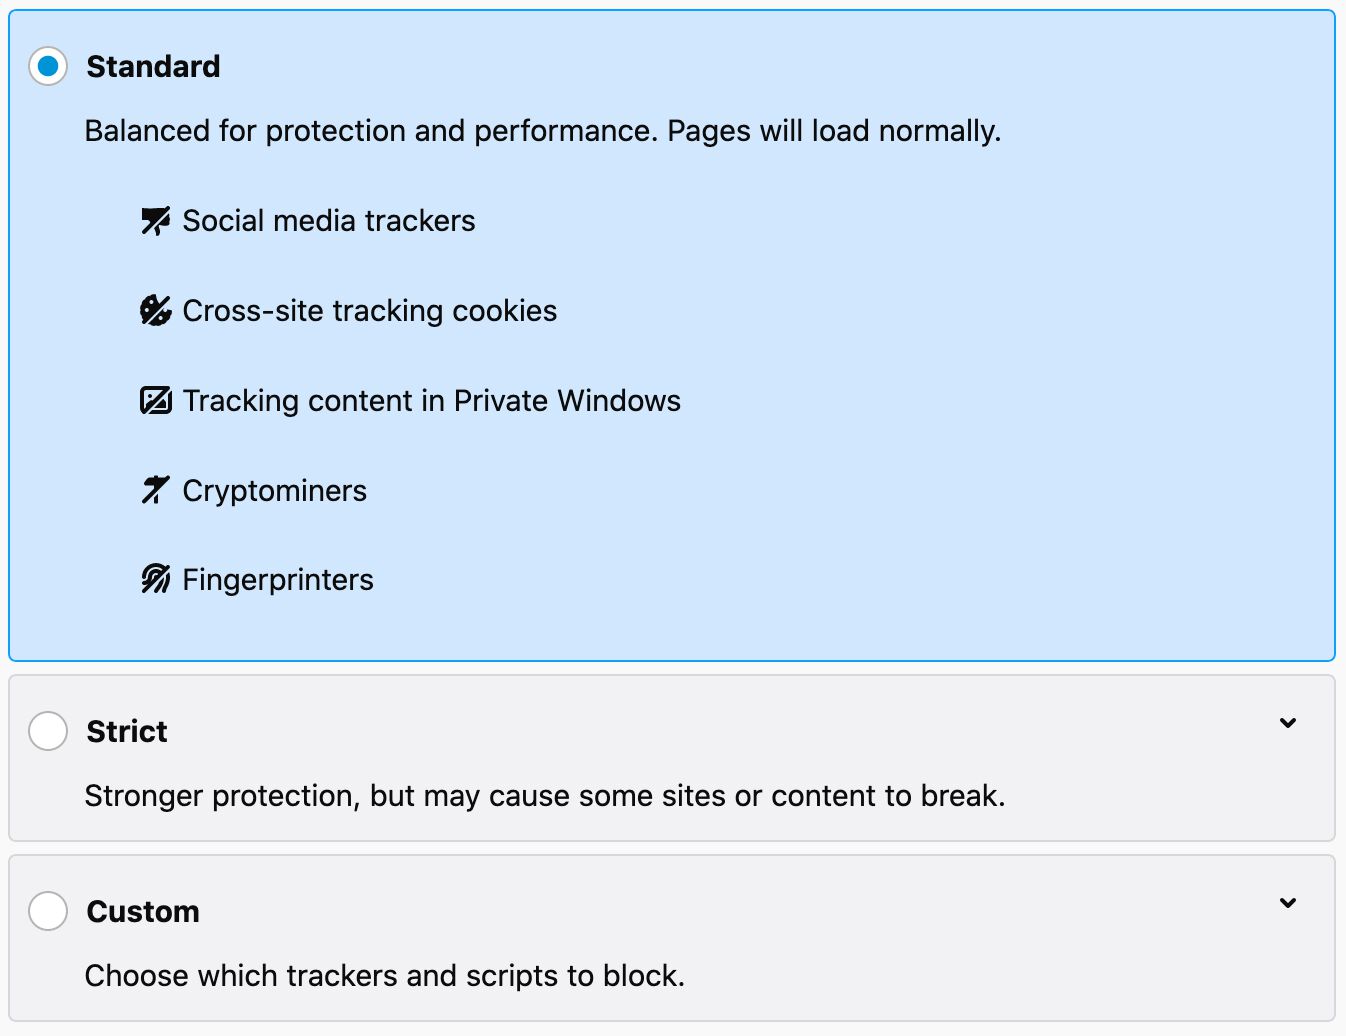 Standard
Balanced for protection and performance. Pages will load normally.
Social media trackers
Cross-site tracking cookies
Tracking content in Private Windows
Cryptominers
Fingerprinters
Strict
Stronger protection, but may cause some sites or content to break.
Custom
Choose which trackers and scripts to block.